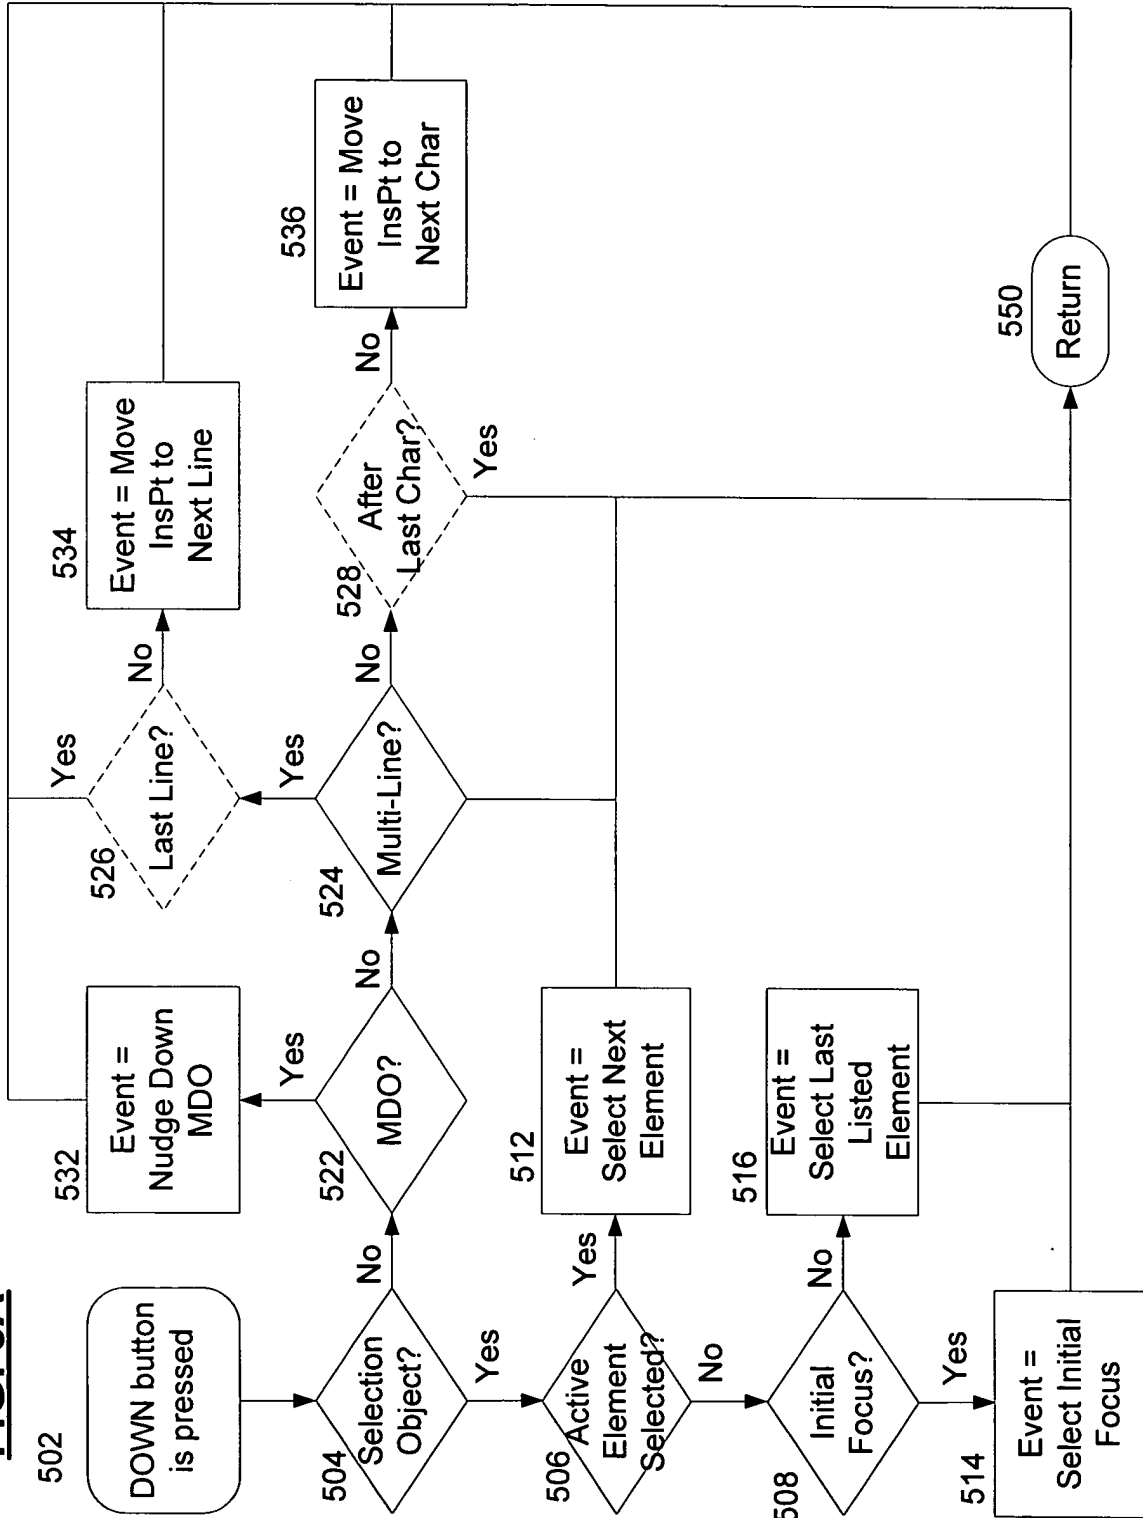 502
DOWN button
is pressed
504
Selection
Object?
No
Yes
522
MDO?
Yes
No
532
Event =
Nudge Down
MDO
524
Multi-Line?
Yes
No
526
Last Line?
Yes
No
534
Event = Move
InsPt to
Next Line
528
After
Last Char?
No
Yes
536
Event = Move
InsPt to
Next Char
506
Active
Element
Selected?
Yes
No
512
Event =
Select Next
Element
508
Initial
Focus?
No
Yes
516
Event =
Select Last
Listed
Element
514
Event =
Select Initial
Focus
550
Return